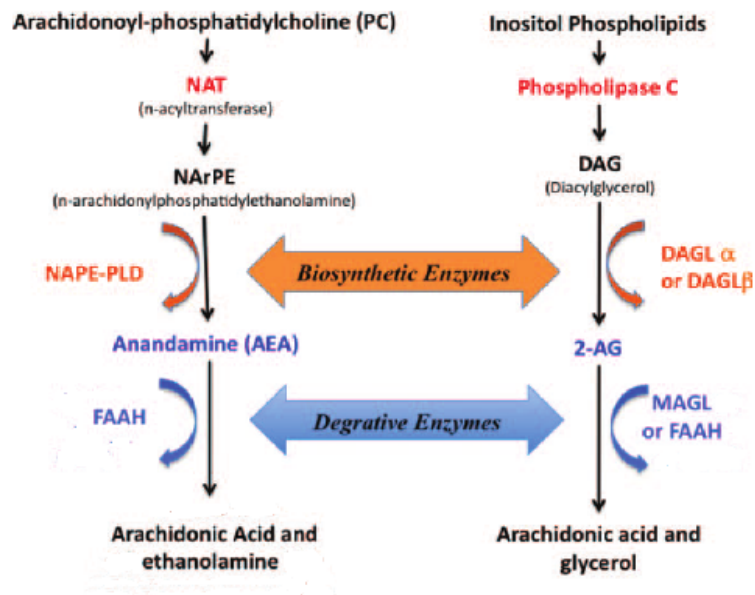 Arachidonoyl-phosphatidylcholine (PC)
NAT
(n-acyltransferase)
NArPE
(n-arachidonylphosphatidylethanolamine)
NAPE-PLD
Anandamine (AEA)
FAAH
Arachidonic Acid and
ethanolamine
Biosynthetic Enzymes
Degrative Enzymes
Inositol Phospholipids
Phospholipase C
DAG
(Diacylglycerol)
DAGL α
or DAGLβ
2-AG
MAGL
or FAAH
Arachidonic acid and
glycerol